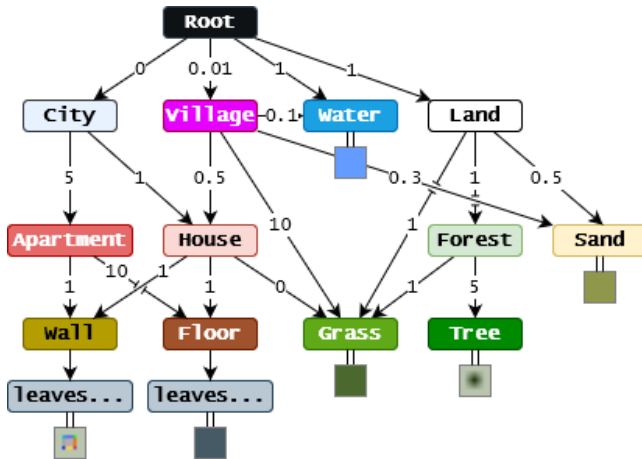 Root
0
0.01
1
1
City
Village
0.1
Water
Land
5
1
0.5
10
0.3
1
1
0.5
Apartment
House
Forest
Sand
1
10
1
1
0
1
5
Wall
Floor
Grass
Tree
leaves...
leaves...